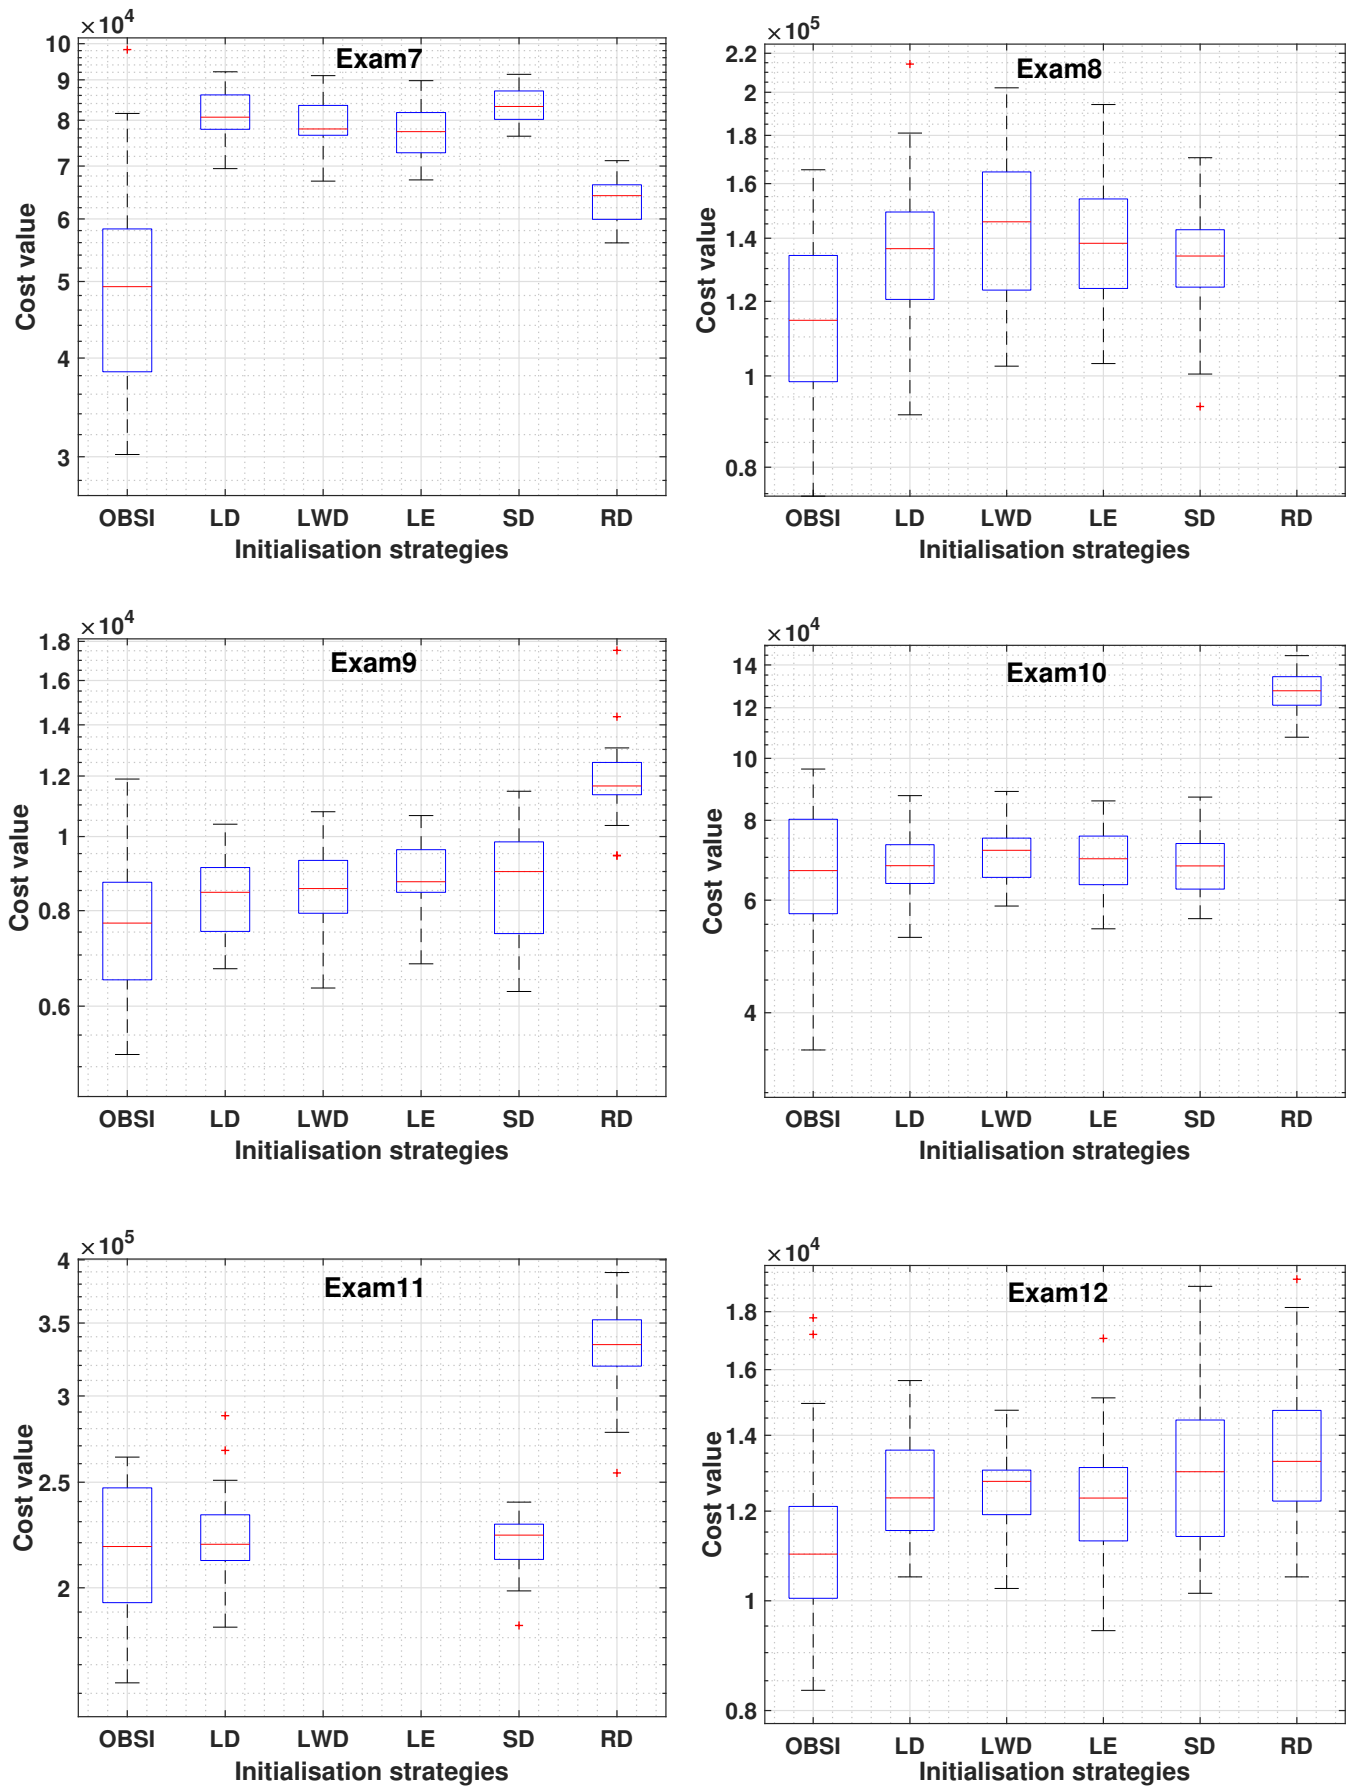 ×10^4
Exam7
10
9
8
7
6
5
4
3
Cost value
OBSI LD LWD LE SD RD
Initialisation strategies
×10^5
Exam8
2.2
2
1.8
1.6
1.4
1.2
1
0.8
Cost value
OBSI LD LWD LE SD RD
Initialisation strategies
×10^4
Exam9
1.8
1.6
1.4
1.2
1
0.8
0.6
Cost value
OBSI LD LWD LE SD RD
Initialisation strategies
×10^4
Exam10
14
12
10
8
6
4
Cost value
OBSI LD LWD LE SD RD
Initialisation strategies
×10^5
Exam11
4
3.5
3
2.5
2
Cost value
OBSI LD LWD LE SD RD
Initialisation strategies
×10^4
Exam12
1.8
1.6
1.4
1.2
1
0.8
Cost value
OBSI LD LWD LE SD RD
Initialisation strategies